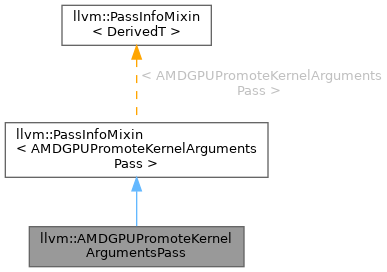 llvm::PassInfoMixin
< DerivedT >
< AMDGPUPromoteKernelArguments
Pass >
llvm::PassInfoMixin
< AMDGPUPromoteKernelArguments
Pass >
llvm::AMDGPUPromoteKernel
ArgumentsPass